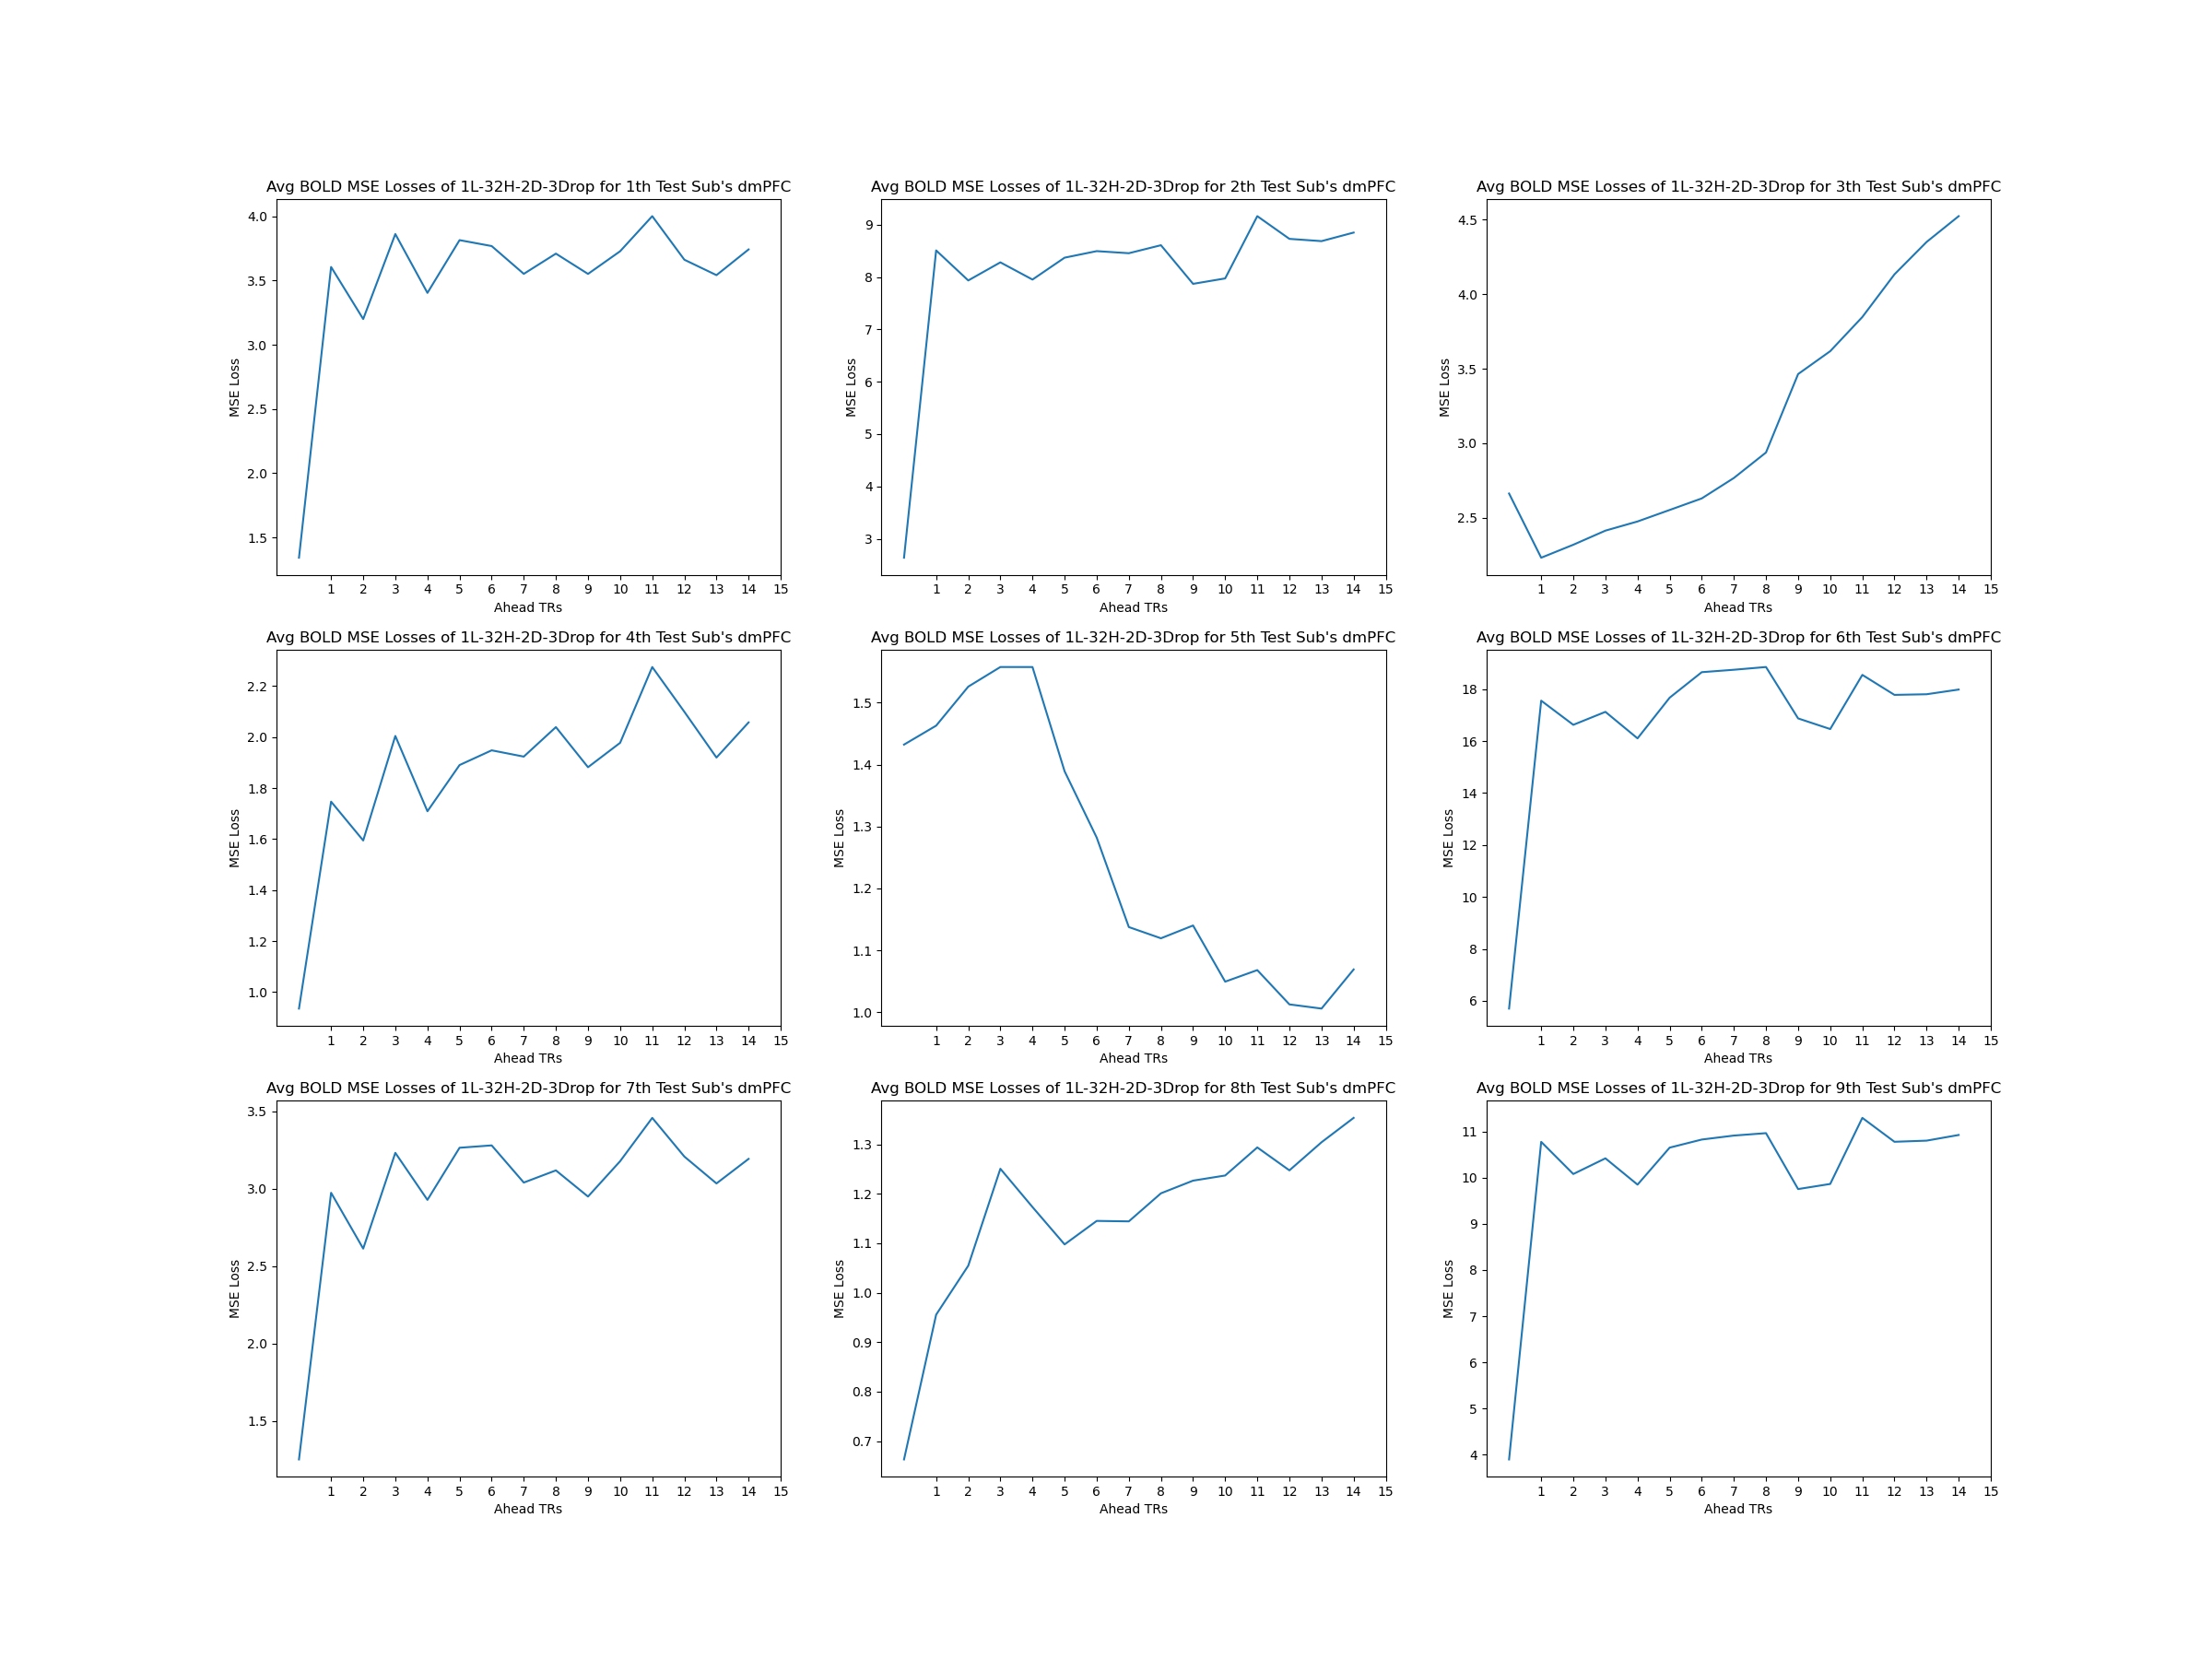 Avg BOLD MSE Losses of 1L-32H-2D-3Drop for 1th Test Sub's dmPFC
4.0
3.5
3.0
2.5
2.0
1.5
MSE Loss
1 2 3 4 5 6 7 8 9 10 11 12 13 14 15
Ahead TRs
Avg BOLD MSE Losses of 1L-32H-2D-3Drop for 2th Test Sub's dmPFC
9
8
7
6
5
4
3
MSE Loss
1 2 3 4 5 6 7 8 9 10 11 12 13 14 15
Ahead TRs
Avg BOLD MSE Losses of 1L-32H-2D-3Drop for 3th Test Sub's dmPFC
4.5
4.0
3.5
3.0
2.5
MSE Loss
1 2 3 4 5 6 7 8 9 10 11 12 13 14 15
Ahead TRs
Avg BOLD MSE Losses of 1L-32H-2D-3Drop for 4th Test Sub's dmPFC
2.2
2.0
1.8
1.6
1.4
1.2
1.0
MSE Loss
1 2 3 4 5 6 7 8 9 10 11 12 13 14 15
Ahead TRs
Avg BOLD MSE Losses of 1L-32H-2D-3Drop for 5th Test Sub's dmPFC
1.5
1.4
1.3
1.2
1.1
1.0
MSE Loss
1 2 3 4 5 6 7 8 9 10 11 12 13 14 15
Ahead TRs
Avg BOLD MSE Losses of 1L-32H-2D-3Drop for 6th Test Sub's dmPFC
18
16
14
12
10
8
6
MSE Loss
1 2 3 4 5 6 7 8 9 10 11 12 13 14 15
Ahead TRs
Avg BOLD MSE Losses of 1L-32H-2D-3Drop for 7th Test Sub's dmPFC
3.5
3.0
2.5
2.0
1.5
MSE Loss
1 2 3 4 5 6 7 8 9 10 11 12 13 14 15
Ahead TRs
Avg BOLD MSE Losses of 1L-32H-2D-3Drop for 8th Test Sub's dmPFC
1.3
1.2
1.1
1.0
0.9
0.8
0.7
MSE Loss
1 2 3 4 5 6 7 8 9 10 11 12 13 14 15
Ahead TRs
Avg BOLD MSE Losses of 1L-32H-2D-3Drop for 9th Test Sub's dmPFC
11
10
9
8
7
6
5
4
MSE Loss
1 2 3 4 5 6 7 8 9 10 11 12 13 14 15
Ahead TRs